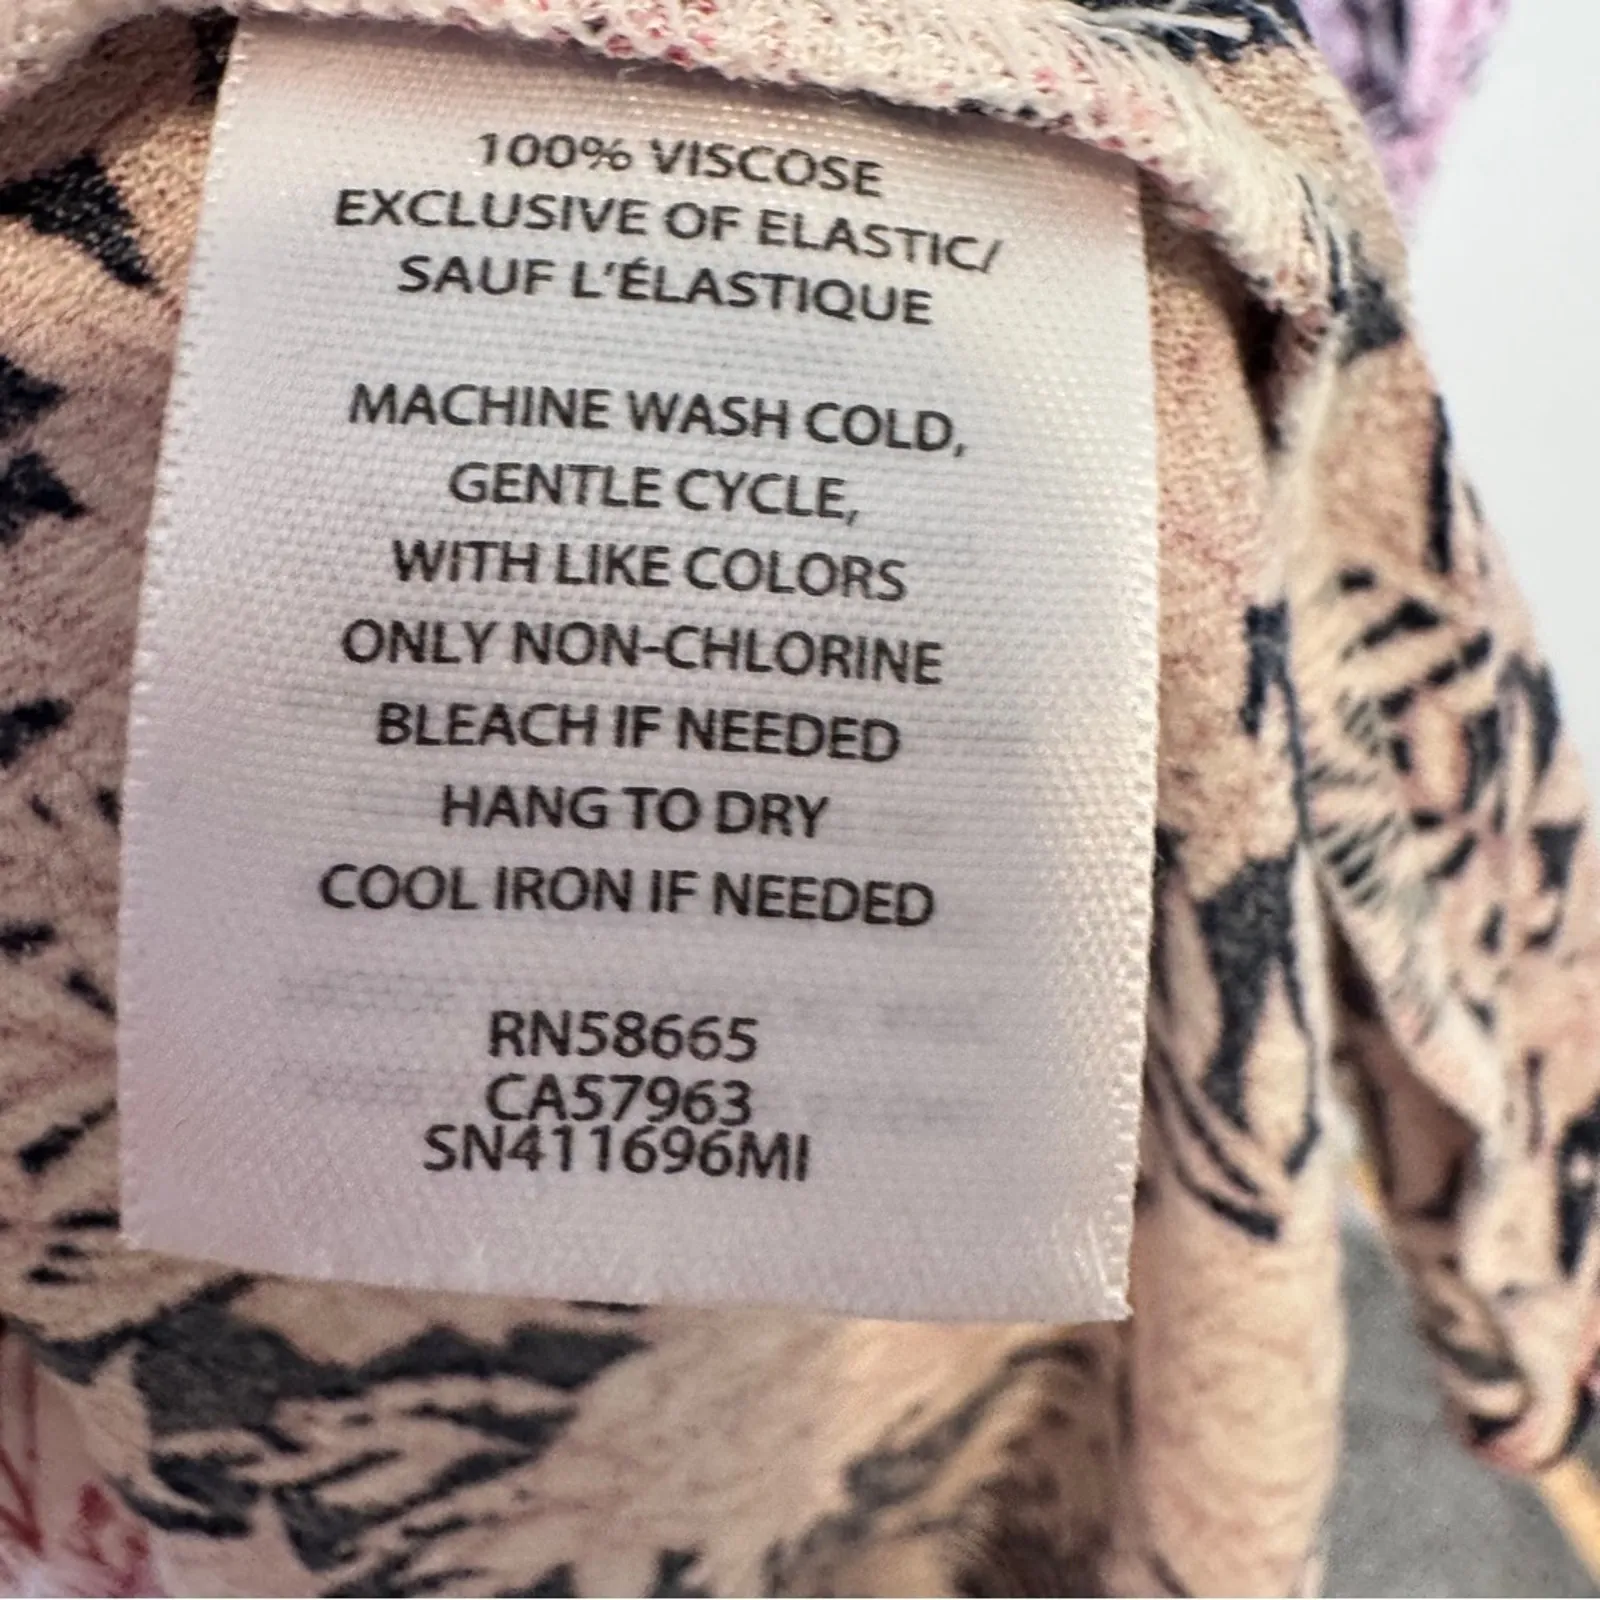 100% VISCOSE
EXCLUSIVE OF ELASTIC/
SAUF L'ÉLASTIQUE
MACHINE WASH COLD,
GENTLE CYCLE,
WITH LIKE COLORS
ONLY NON-CHLORINE
BLEACH IF NEEDED
HANG TO DRY
COOL IRON IF NEEDED
RN58665
CA57963
SN411696MI